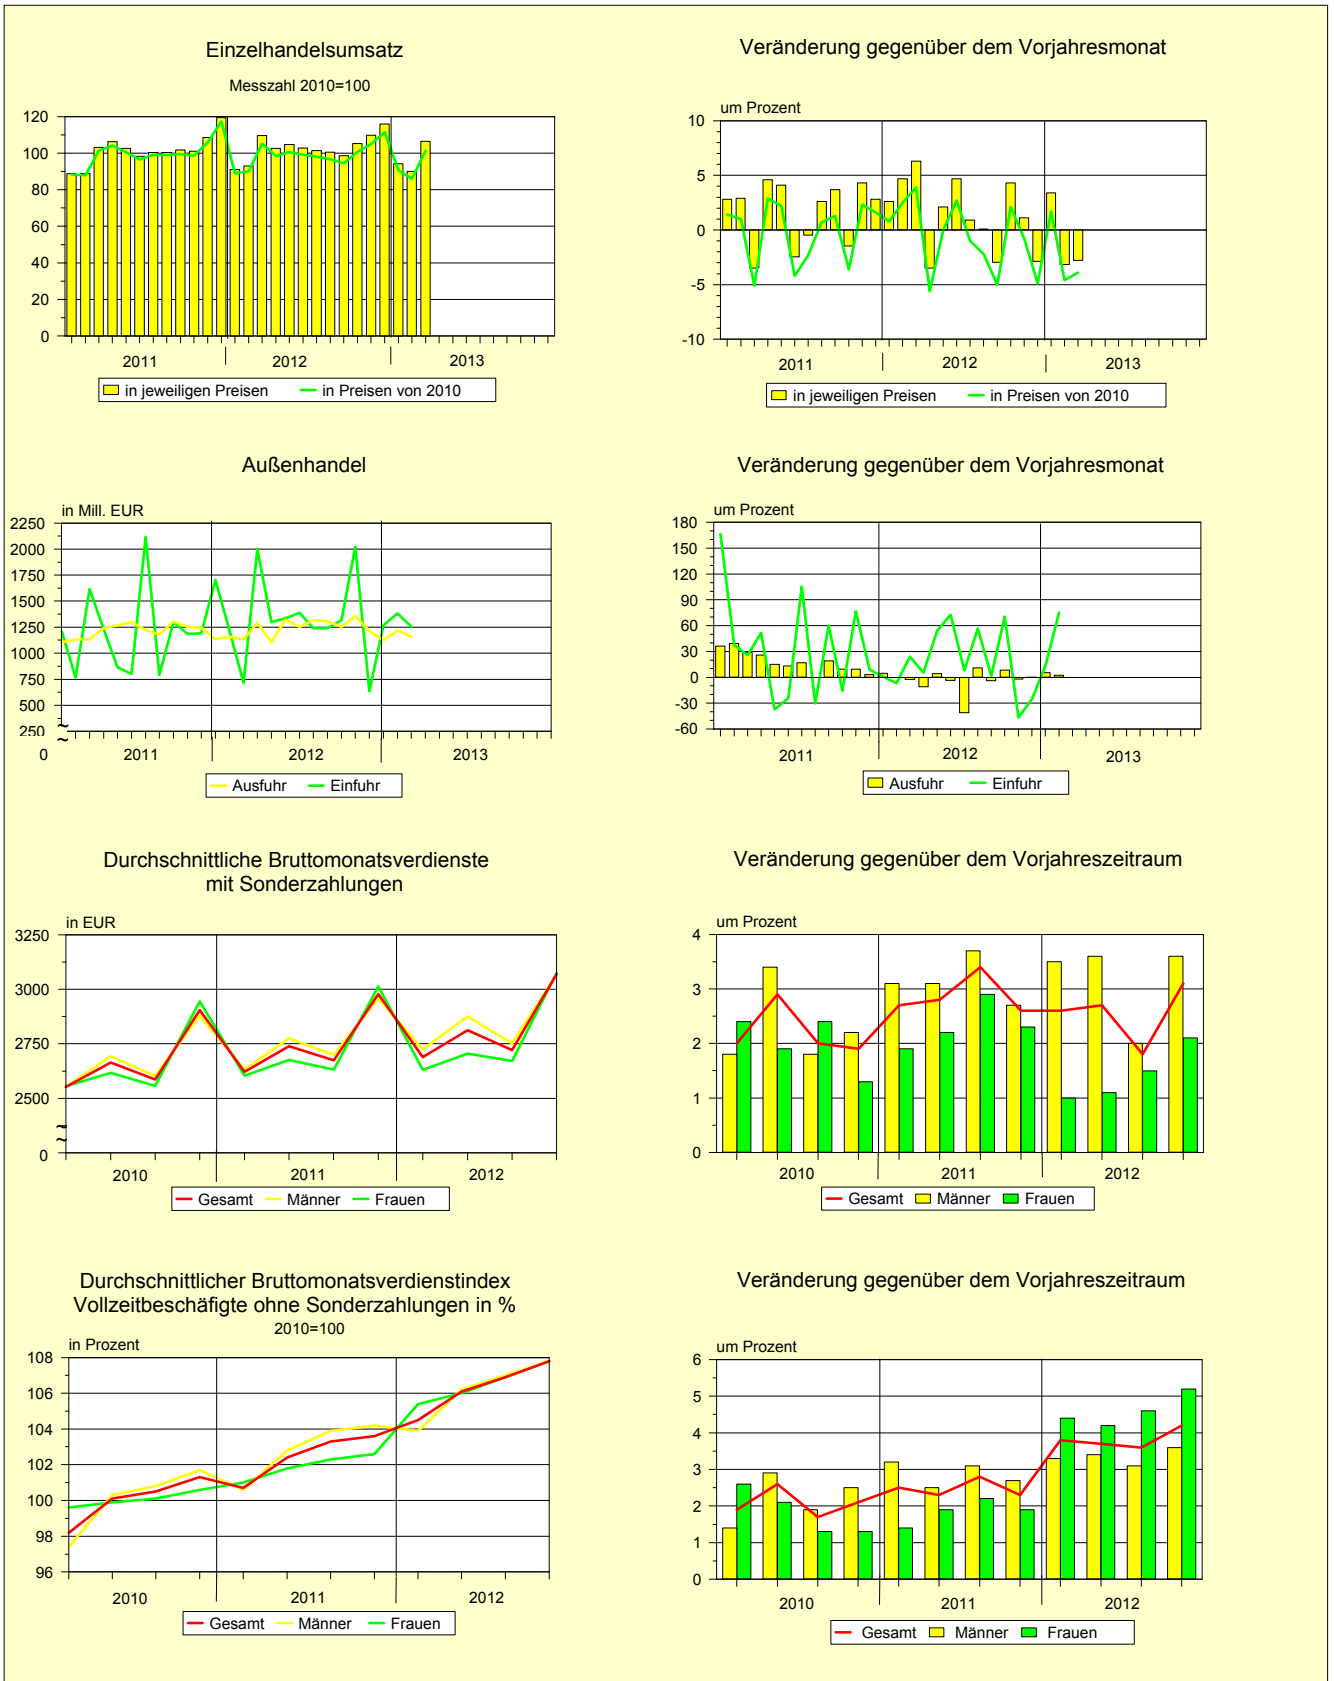 Einzelhandelsumsatz
Messzahl 2010=100
120
100
80
60
40
20
0
2011 2012 2013
in jeweiligen Preisen in Preisen von 2010
Veränderung gegenüber dem Vorjahresmonat
um Prozent
10
5
0
-5
-10
2011 2012 2013
in jeweiligen Preisen in Preisen von 2010
Außenhandel
in Mill. EUR
2250
2000
1750
1500
1250
1000
750
500
250
0
2011 2012 2013
Ausfuhr Einfuhr
Veränderung gegenüber dem Vorjahresmonat
um Prozent
180
150
120
90
60
30
0
-30
-60
2011 2012 2013
Ausfuhr Einfuhr
Durchschnittliche Bruttomonatsverdienste
mit Sonderzahlungen
in EUR
3250
3000
2750
2500
0
2010 2011 2012
Gesamt Männer Frauen
Veränderung gegenüber dem Vorjahreszeitraum
um Prozent
4
3
2
1
0
2010 2011 2012
Gesamt Männer Frauen
Durchschnittlicher Bruttomonatsverdienstindex
Vollzeitbeschäfigte ohne Sonderzahlungen in %
2010=100
in Prozent
108
106
104
102
100
98
96
2010 2011 2012
Gesamt Männer Frauen
Veränderung gegenüber dem Vorjahreszeitraum
um Prozent
6
5
4
3
2
1
0
2010 2011 2012
Gesamt Männer Frauen